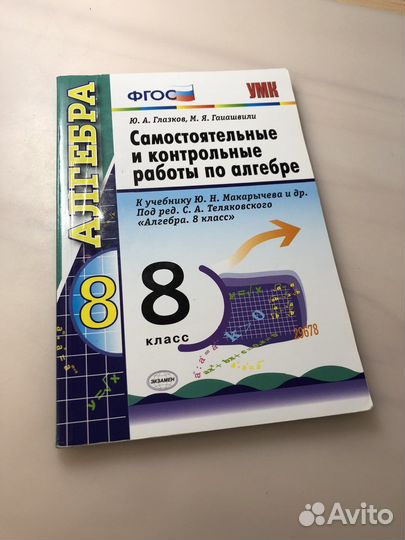 ФГОС
УМК
Ю. А. Глазков, М. Я. Гаиашвили
Самостоятельные
и контрольные
работы по алгебре
К учебнику Ю. Н. Макарычева и др.
Под ред. С. А. Теляковского
«Алгебра. 8 класс»
АЛГЕБРА
8
8
класс
k > 0
y = √x
ЭКЗАМЕН
Avito